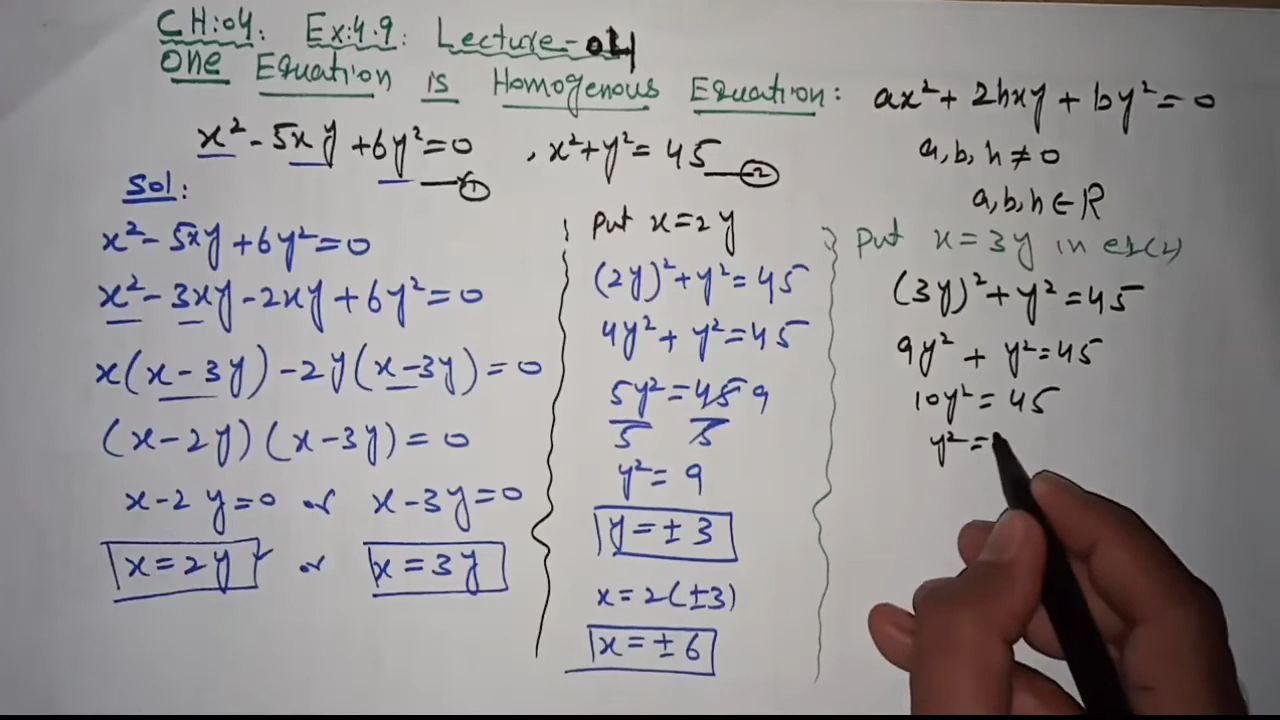 CH:04: Ex:4.9: Lecture-04
One Equation is Homogenous Equation: ax²+2hxy+by²=0
x²-5xy+6y²=0 —① , x²+y²=45 —②
a,b,h≠0
a,b,h∈R
Sol:
x²-5xy+6y²=0
x²-3xy-2xy+6y²=0
x(x-3y)-2y(x-3y)=0
(x-2y)(x-3y)=0
x-2y=0 or x-3y=0
x=2y or x=3y
Put x=2y
(2y)²+y²=45
4y²+y²=45
5y²=45 9
5 5
y²=9
y=±3
x=2(±3)
x=±6
Put x=3y in
(3y)²+y²=45
9y²+y²=45
10y²=45
y²=